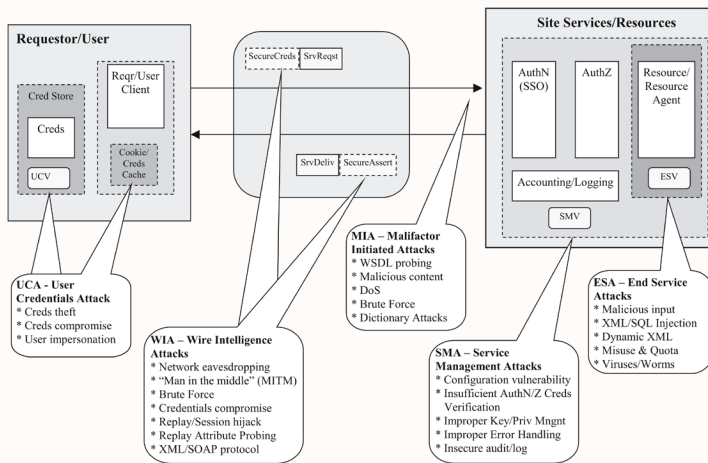 Requestor/User
Cred Store
Creds
UCV
Reqr/User
Client
Cookie/
Creds
Cache
SecureCreds
SrvReqst
SrvDeliv
SecureAssert
Site Services/Resources
AuthN
(SSO)
AuthZ
Resource/
Resource
Agent
ESV
Accounting/Logging
SMV
UCA - User
Credentials Attack
* Creds theft
* Creds compromise
* User impersonation
WIA – Wire Intelligence
Attacks
* Network eavesdropping
* “Man in the middle” (MITM)
* Brute Force
* Credentials compromise
* Replay/Session hijack
* Replay Attribute Probing
* XML/SOAP protocol
MIA – Malifactor
Initiated Attacks
* WSDL probing
* Malicious content
* DoS
* Brute Force
* Dictionary Attacks
SMA – Service
Management Attacks
* Configuration vulnerability
* Insufficient AuthN/Z Creds
Verification
* Improper Key/Priv Mngnt
* Improper Error Handling
* Insecure audit/log
ESA – End Service
Attacks
* Malicious input
* XML/SQL Injection
* Dynamic XML
* Misuse & Quota
* Viruses/Worms